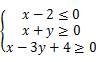 x − 2 ≤ 0
x + y ≥ 0
x − 3y + 4 ≥ 0